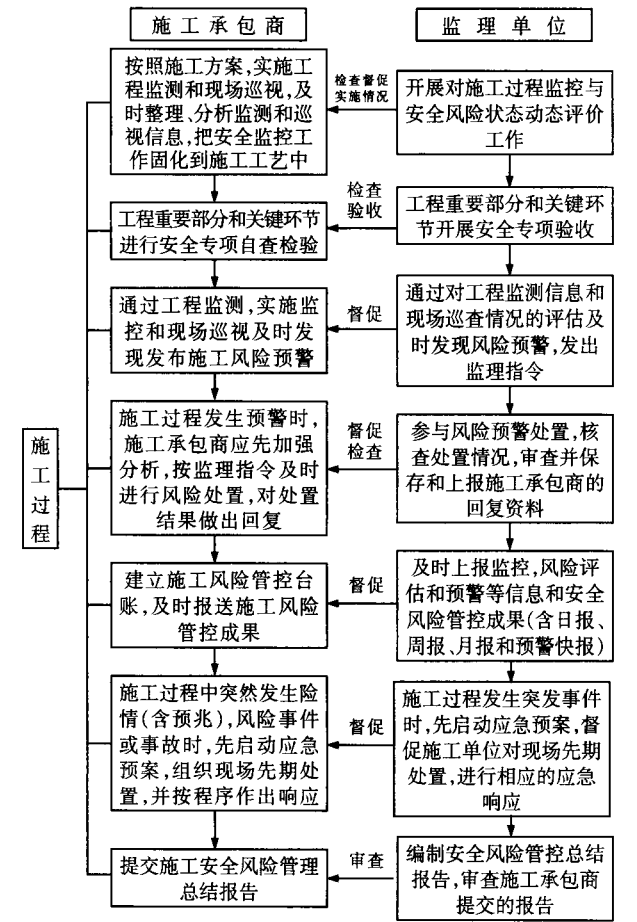 施工承包商
监理单位
按照施工方案,实施工
程监测和现场巡视,及
时整理、分析监测和巡
视信息,把安全监控工
作固化到施工工艺中
检查督促
实施情况
开展对施工过程监控与
安全风险状态动态评价
工作
工程重要部分和关键环节
进行安全专项自查检验
检查
验收
工程重要部分和关键环
节开展安全专项验收
通过工程监测,实施监
控和现场巡视及时发
现发布施工风险预警
督促
通过对工程监测信息和
现场巡查情况的评估及
时发现风险预警,发出
监理指令
施工过程
施工过程发生预警时,
施工承包商应先加强
分析,按监理指令及时
进行风险处置,对处置
结果做出回复
督促
检查
参与风险预警处置,核
查处置情况,审查并保
存和上报施工承包商的
回复资料
建立施工风险管控台
账,及时报送施工风险
管控成果
督促
及时上报监控,风险评
估和预警等信息和安全
风险管控成果(含日报、
周报、月报和预警快报)
施工过程中突然发生险
情(含预兆),风险事件
或事故时,先启动应急
预案,组织现场先期处
置,并按程序作出响应
督促
施工过程发生突发事件
时,先启动应急预案,督
促施工单位对现场先期
处置,进行相应的应急
响应
提交施工安全风险管理
总结报告
审查
编制安全风险管控总结
报告,审查施工承包商
提交的报告